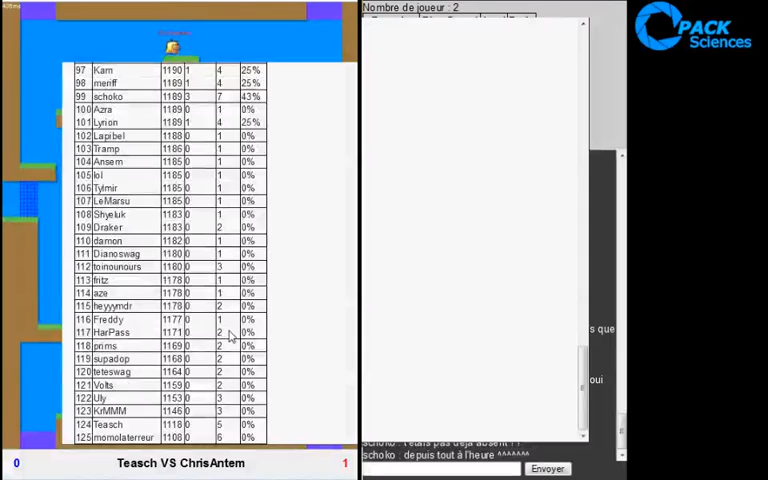 Nombre de joueur : 2
PACK
Sciences
97 Kam 1190 1 4 25%
98 meriff 1189 1 4 25%
99 schoko 1189 3 7 43%
100 Azra 1189 0 1 0%
101 Lyrion 1189 1 4 25%
102 Lapibel 1188 0 1 0%
103 Tramp 1186 0 1 0%
104 Ansem 1185 0 1 0%
105 lol 1185 0 1 0%
106 Tylmir 1185 0 1 0%
107 LeMarsu 1185 0 1 0%
108 Shyeluk 1183 0 1 0%
109 Draker 1183 0 2 0%
110 damon 1182 0 1 0%
111 Dianoswag 1180 0 1 0%
112 toinounours 1180 0 3 0%
113 fritz 1178 0 1 0%
114 aze 1178 0 1 0%
115 heyyymdr 1178 0 2 0%
116 Freddy 1177 0 1 0%
117 HarPass 1171 0 2 0%
118 prims 1169 0 2 0%
119 supadop 1168 0 2 0%
120 teteswag 1164 0 2 0%
121 Volts 1159 0 2 0%
122 Uly 1153 0 3 0%
123 KrMMM 1146 0 3 0%
124 Teasch 1118 0 5 0%
125 momolaterreur 1108 0 6 0%
s que
oui
schoko : depuis tout à l'heure ^^^^^^^
Envoyer
0 Teasch VS ChrisAntem 1